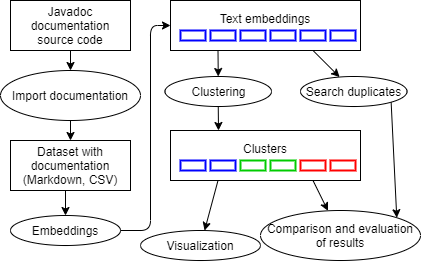 Javadoc
documentation
source code
Import documentation
Dataset with
documentation
(Markdown, CSV)
Embeddings
Text embeddings
Clustering
Search duplicates
Clusters
Visualization
Comparison and evaluation
of results